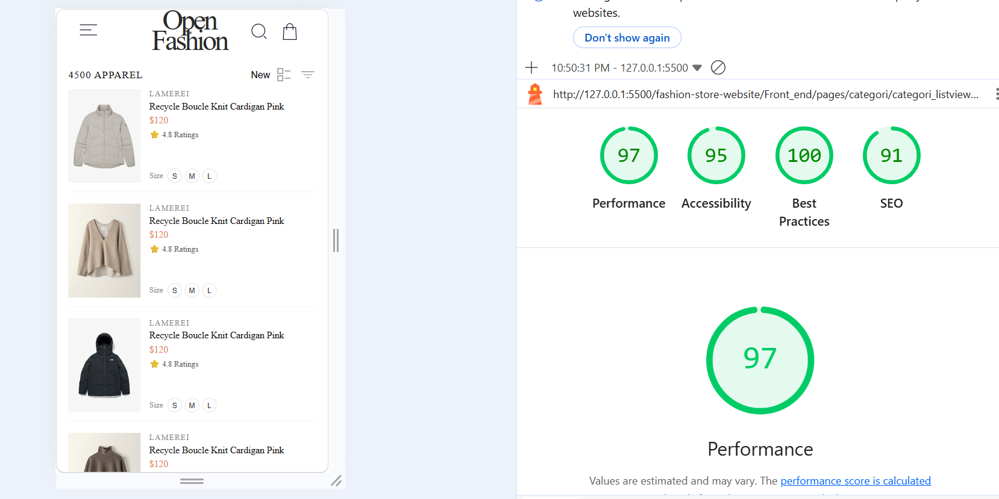 Open
Fashion
4500 APPAREL
New
LAMEREI
Recycle Boucle Knit Cardigan Pink
$120
4.8 Ratings
Size S M L
LAMEREI
Recycle Boucle Knit Cardigan Pink
$120
4.8 Ratings
Size S M L
LAMEREI
Recycle Boucle Knit Cardigan Pink
$120
4.8 Ratings
Size S M L
LAMEREI
Recycle Boucle Knit Cardigan Pink
$120
websites.
Don't show again
10:50:31 PM - 127.0.0.1:5500
http://127.0.0.1:5500/fashion-store-website/Front_end/pages/categori/categori_listview...
97 95 100 91
Performance Accessibility Best Practices SEO
97
Performance
Values are estimated and may vary. The performance score is calculated